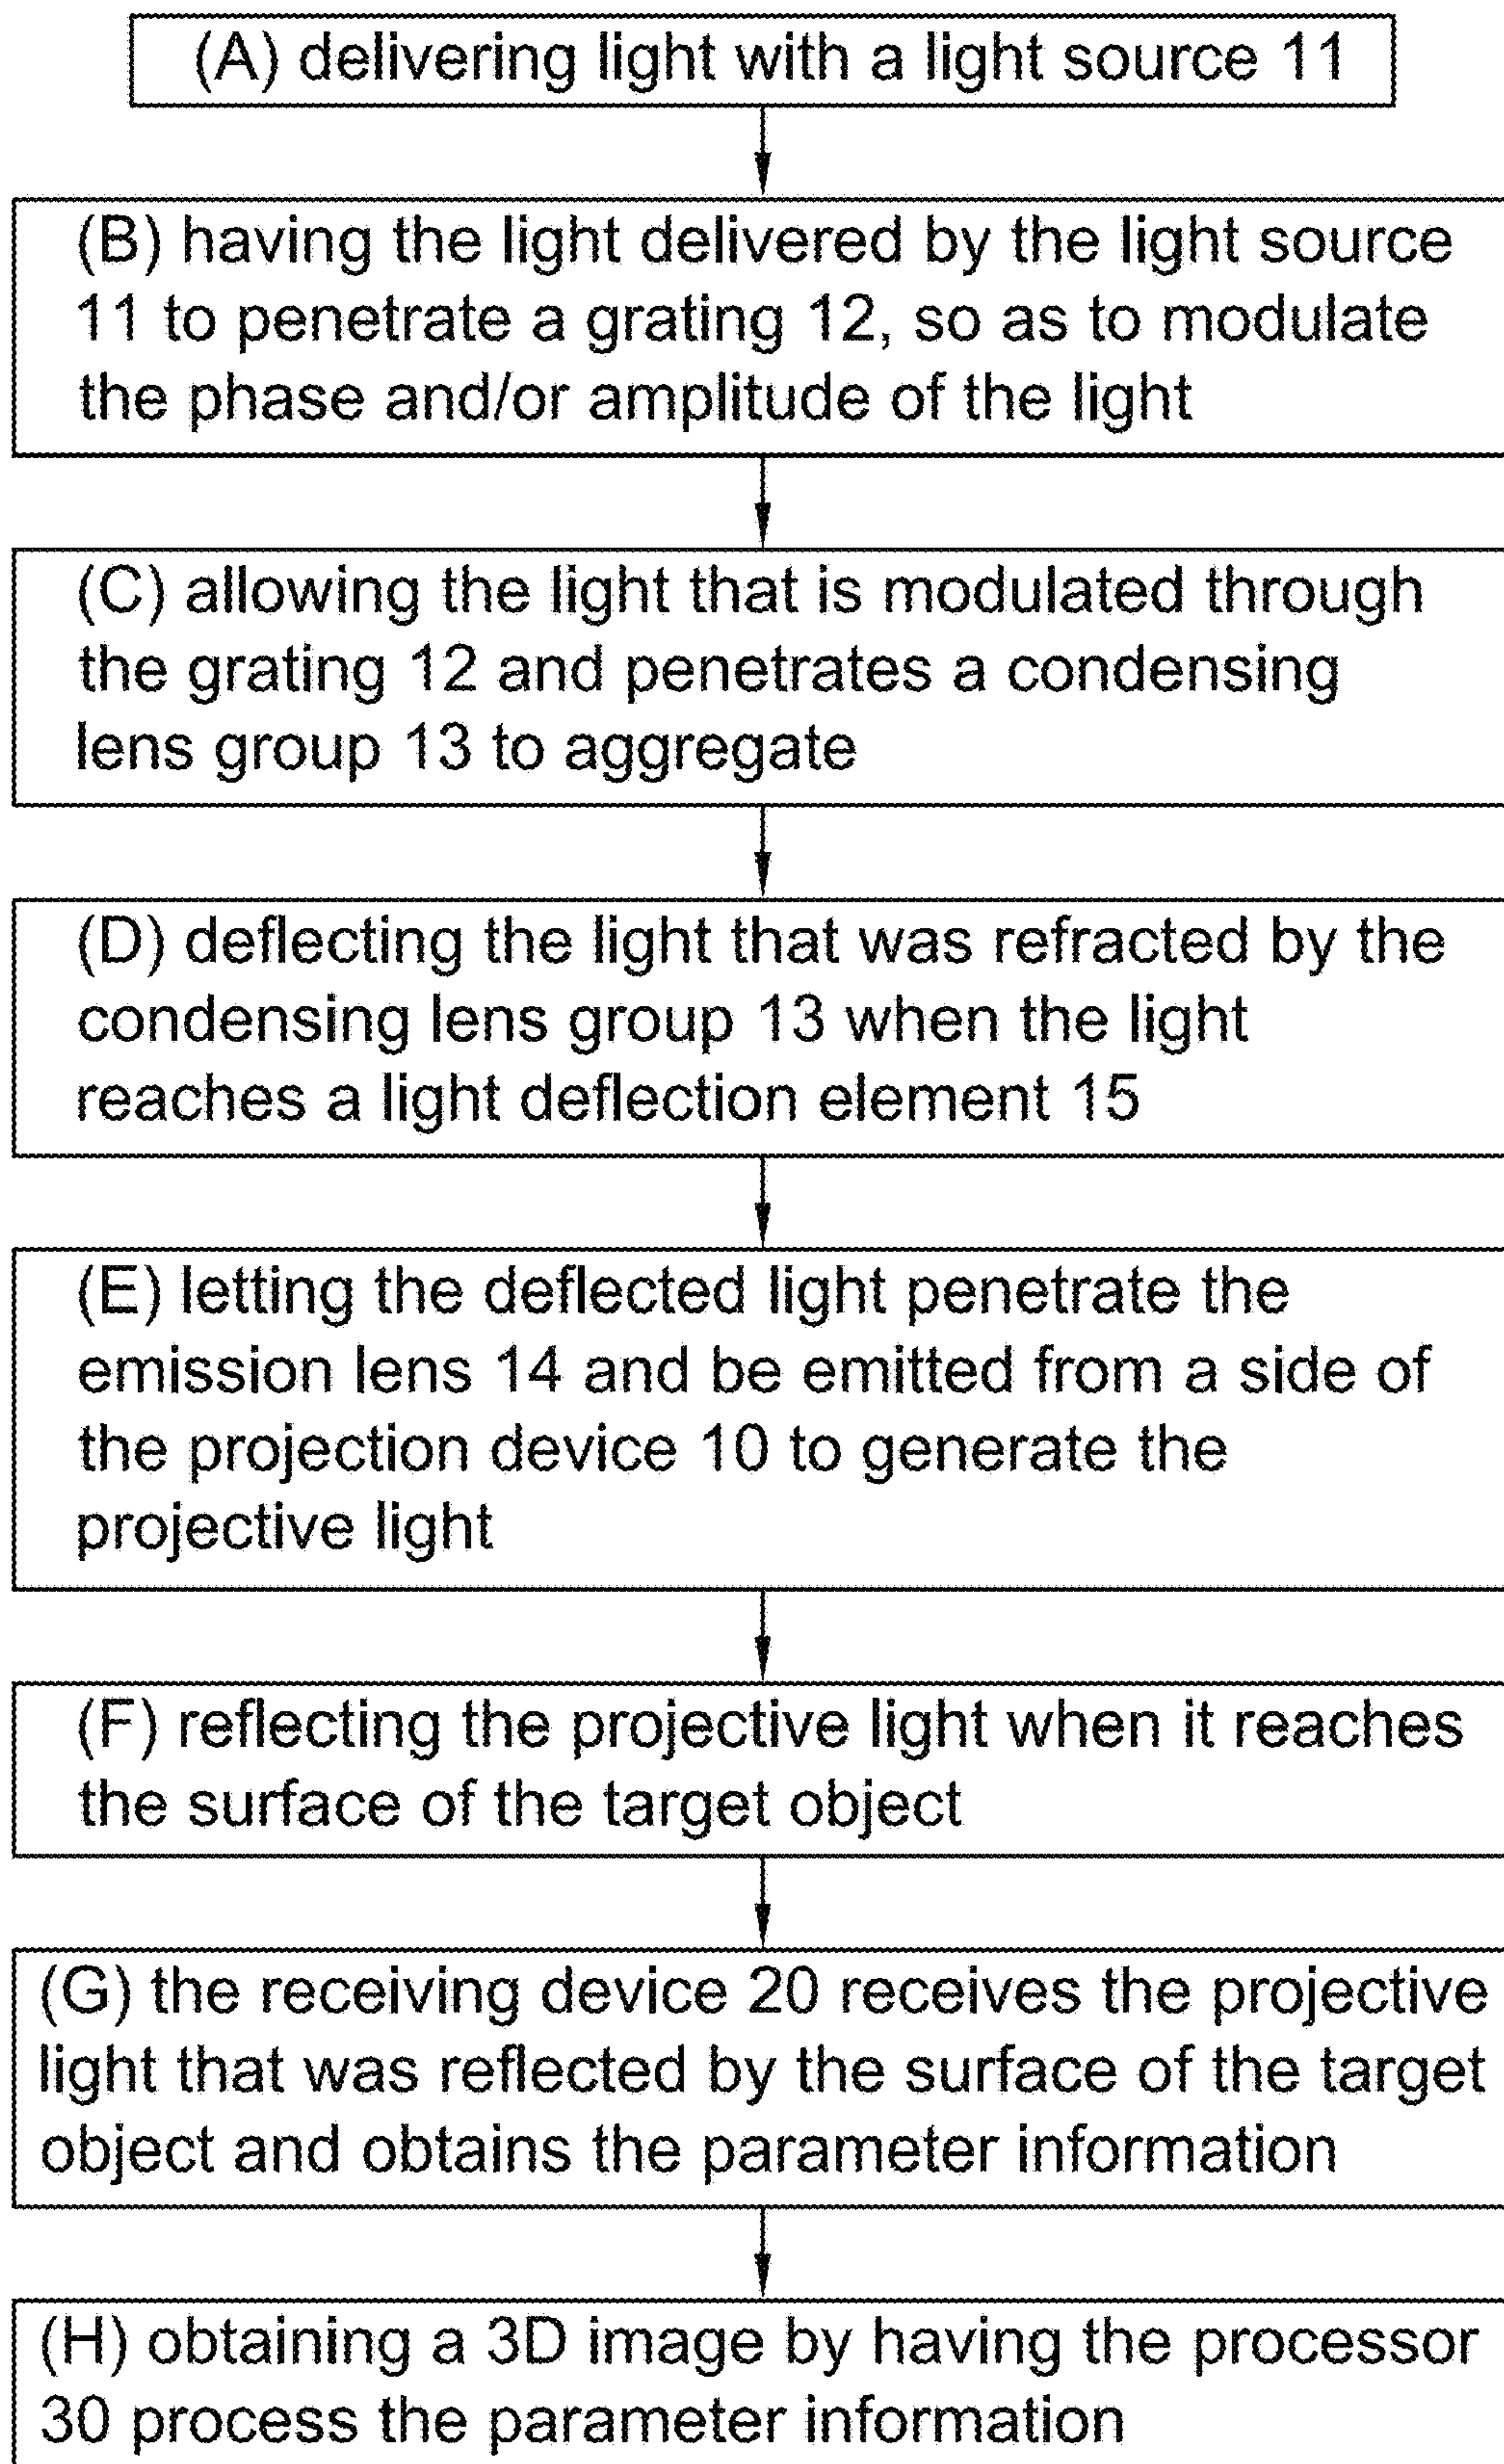 (A) delivering light with a light source 11
(B) having the light delivered by the light source
11 to penetrate a grating 12, so as to modulate
the phase and/or amplitude of the light
(C) allowing the light that is modulated through
the grating 12 and penetrates a condensing
lens group 13 to aggregate
(D) deflecting the light that was refracted by the
condensing lens group 13 when the light
reaches a light deflection element 15
(E) letting the deflected light penetrate the
emission lens 14 and be emitted from a side of
the projection device 10 to generate the
projective light
(F) reflecting the projective light when it reaches
the surface of the target object
(G) the receiving device 20 receives the projective
light that was reflected by the surface of the target
object and obtains the parameter information
(H) obtaining a 3D image by having the processor
30 process the parameter information